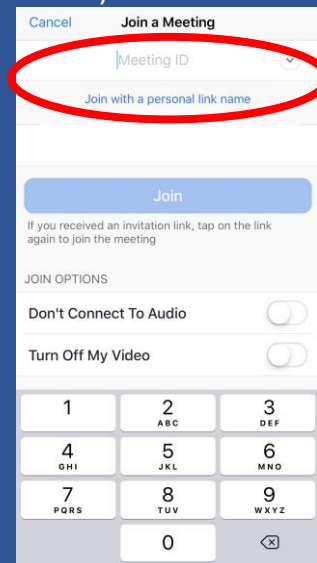 Cancel Join a Meeting
Meeting ID
Join with a personal link name
Join
If you received an invitation link, tap on the link
again to join the meeting
JOIN OPTIONS
Don't Connect To Audio
Turn Off My Video
1 2 3
ABC DEF
4 5 6
GHI JKL MNO
7 8 9
PQRS TUV WXYZ
0